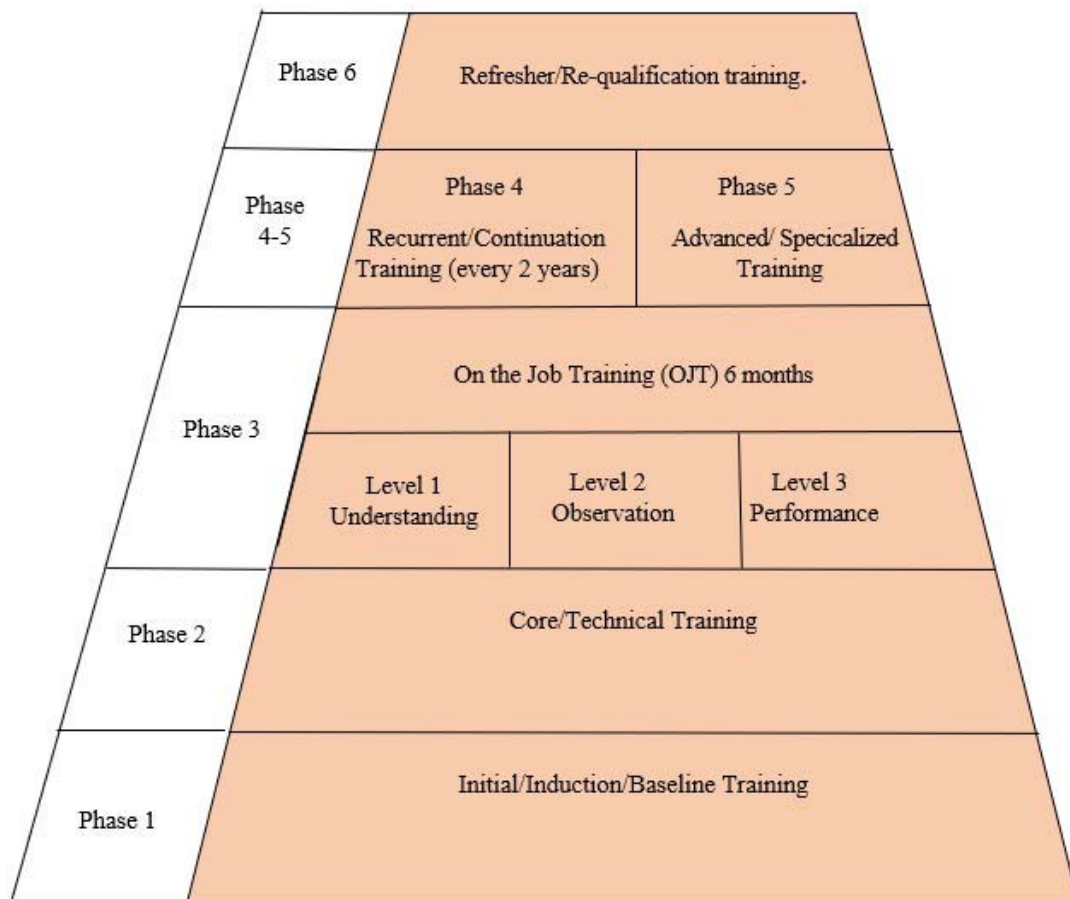 Phase 6
Refresher/Re-qualification training.
Phase
4-5
Phase 4
Recurrent/Continuation
Training (every 2 years)
Phase 5
Advanced/ Specicalized
Training
Phase 3
On the Job Training (OJT) 6 months
Level 1
Understanding
Level 2
Observation
Level 3
Performance
Phase 2
Core/Technical Training
Phase 1
Initial/Induction/Baseline Training